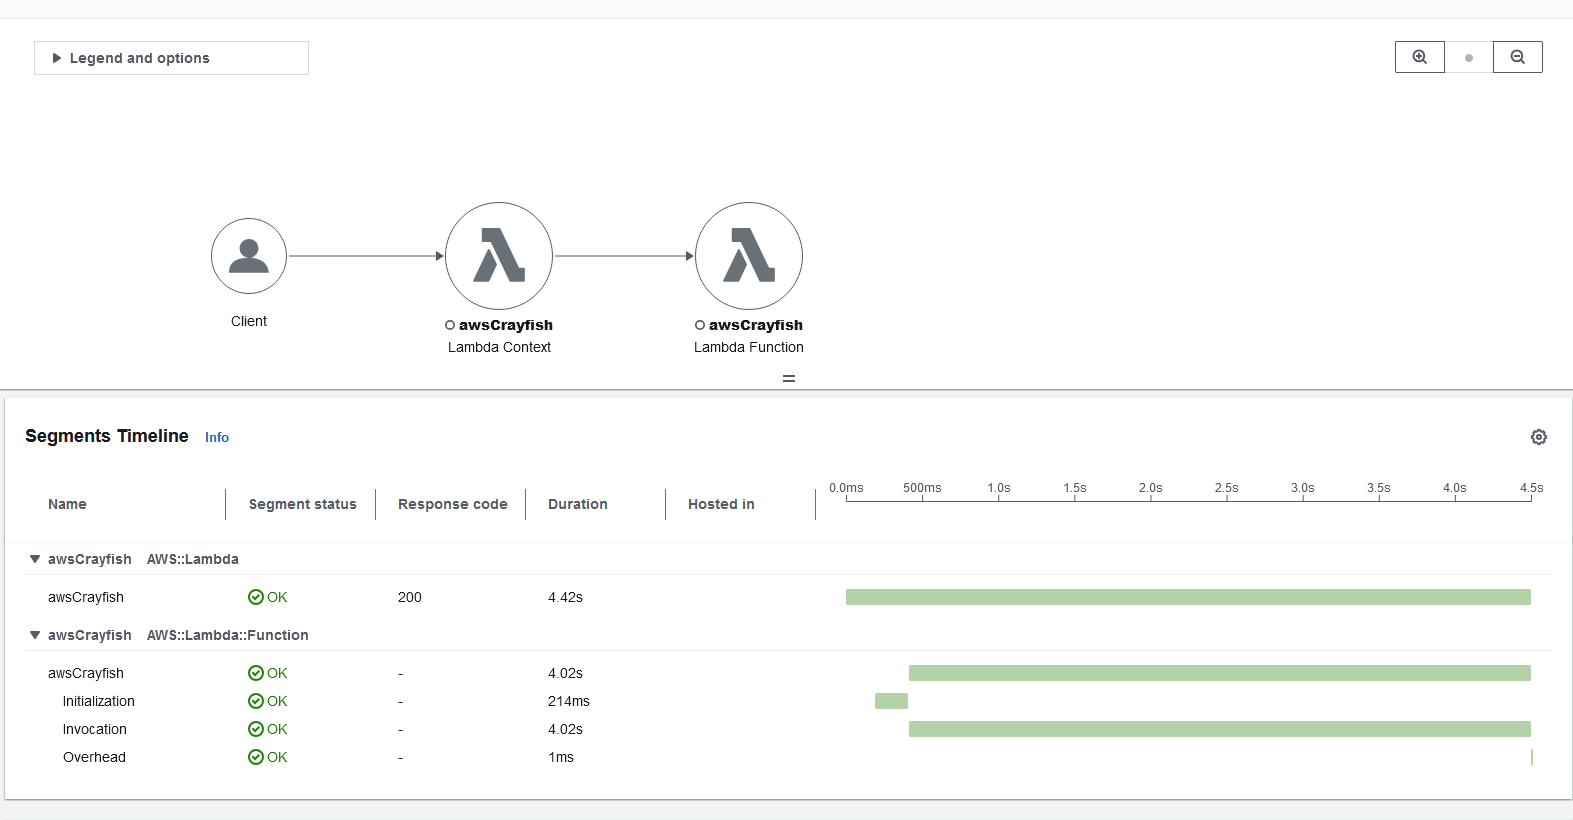 Legend and options
Client
awsCrayfish
Lambda Context
awsCrayfish
Lambda Function
Segments Timeline Info
Name Segment status Response code Duration Hosted in 0.0ms 500ms 1.0s 1.5s 2.0s 2.5s 3.0s 3.5s 4.0s 4.5s
awsCrayfish AWS::Lambda
awsCrayfish OK 200 4.42s
awsCrayfish AWS::Lambda::Function
awsCrayfish OK - 4.02s
Initialization OK - 214ms
Invocation OK - 4.02s
Overhead OK - 1ms